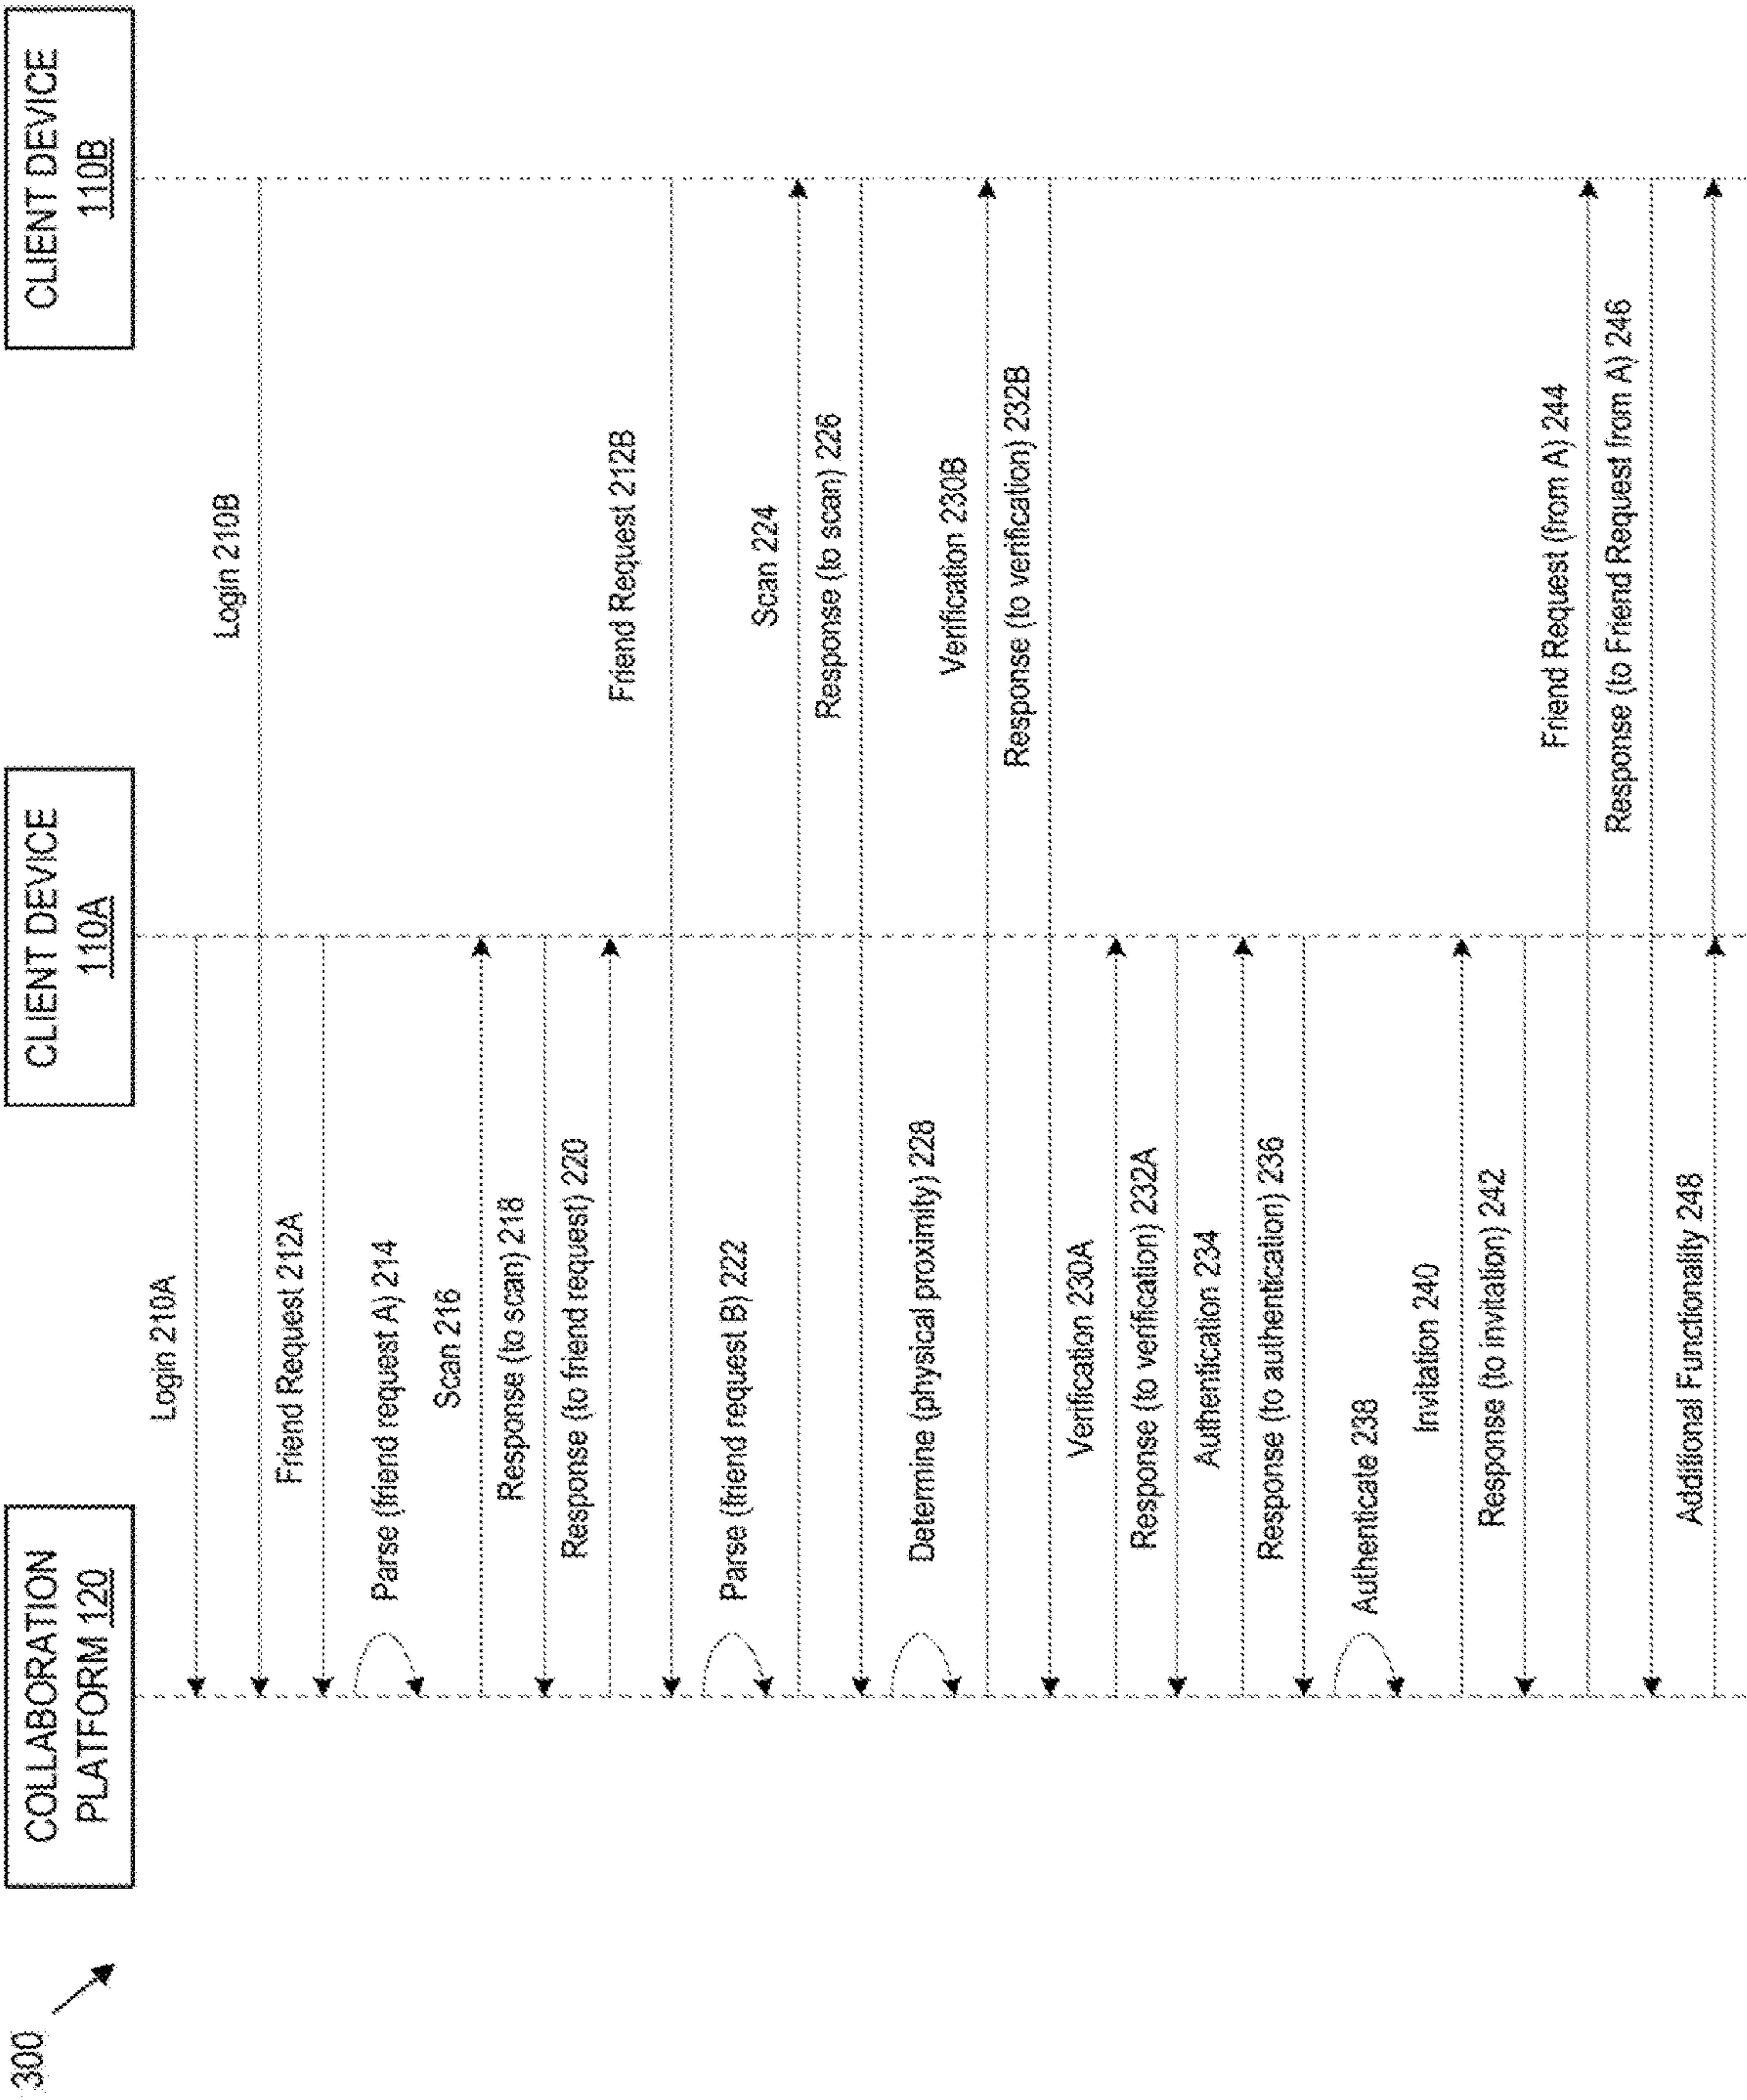 300
COLLABORATION
PLATFORM 120
CLIENT DEVICE
110A
CLIENT DEVICE
110B
Login 210A
Login 210B
Friend Request 212A
Parse (friend request A) 214
Scan 216
Response (to scan) 218
Response (to friend request) 220
Friend Request 212B
Parse (friend request B) 222
Scan 224
Response (to scan) 226
Determine (physical proximity) 228
Verification 230B
Response (to verification) 232B
Verification 230A
Response (to verification) 232A
Authentication 234
Response (to authentication) 236
Authenticate 238
Invitation 240
Response (to invitation) 242
Friend Request (from A) 244
Response (to Friend Request from A) 246
Additional Functionality 248